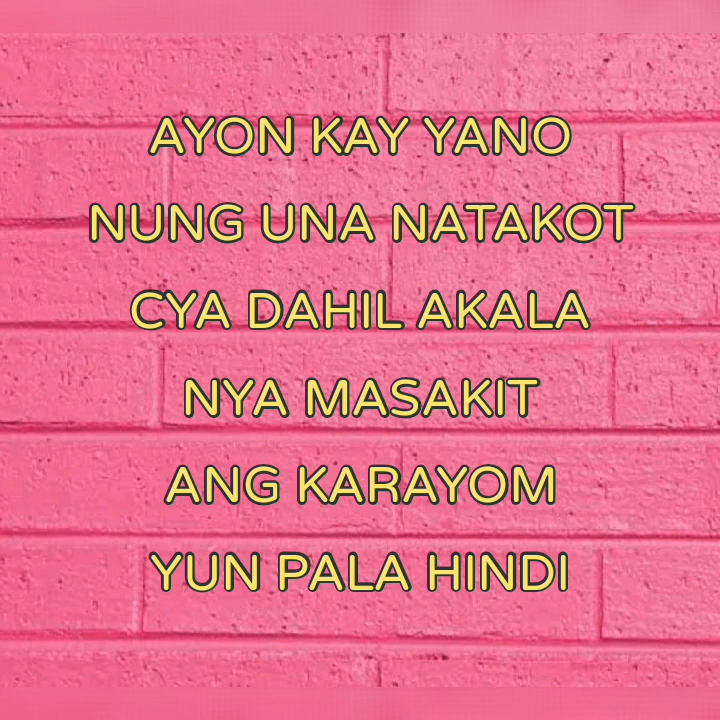 AYON KAY YANO
NUNG UNA NATAKOT
CYA DAHIL AKALA
NYA MASAKIT
ANG KARAYOM
YUN PALA HINDI